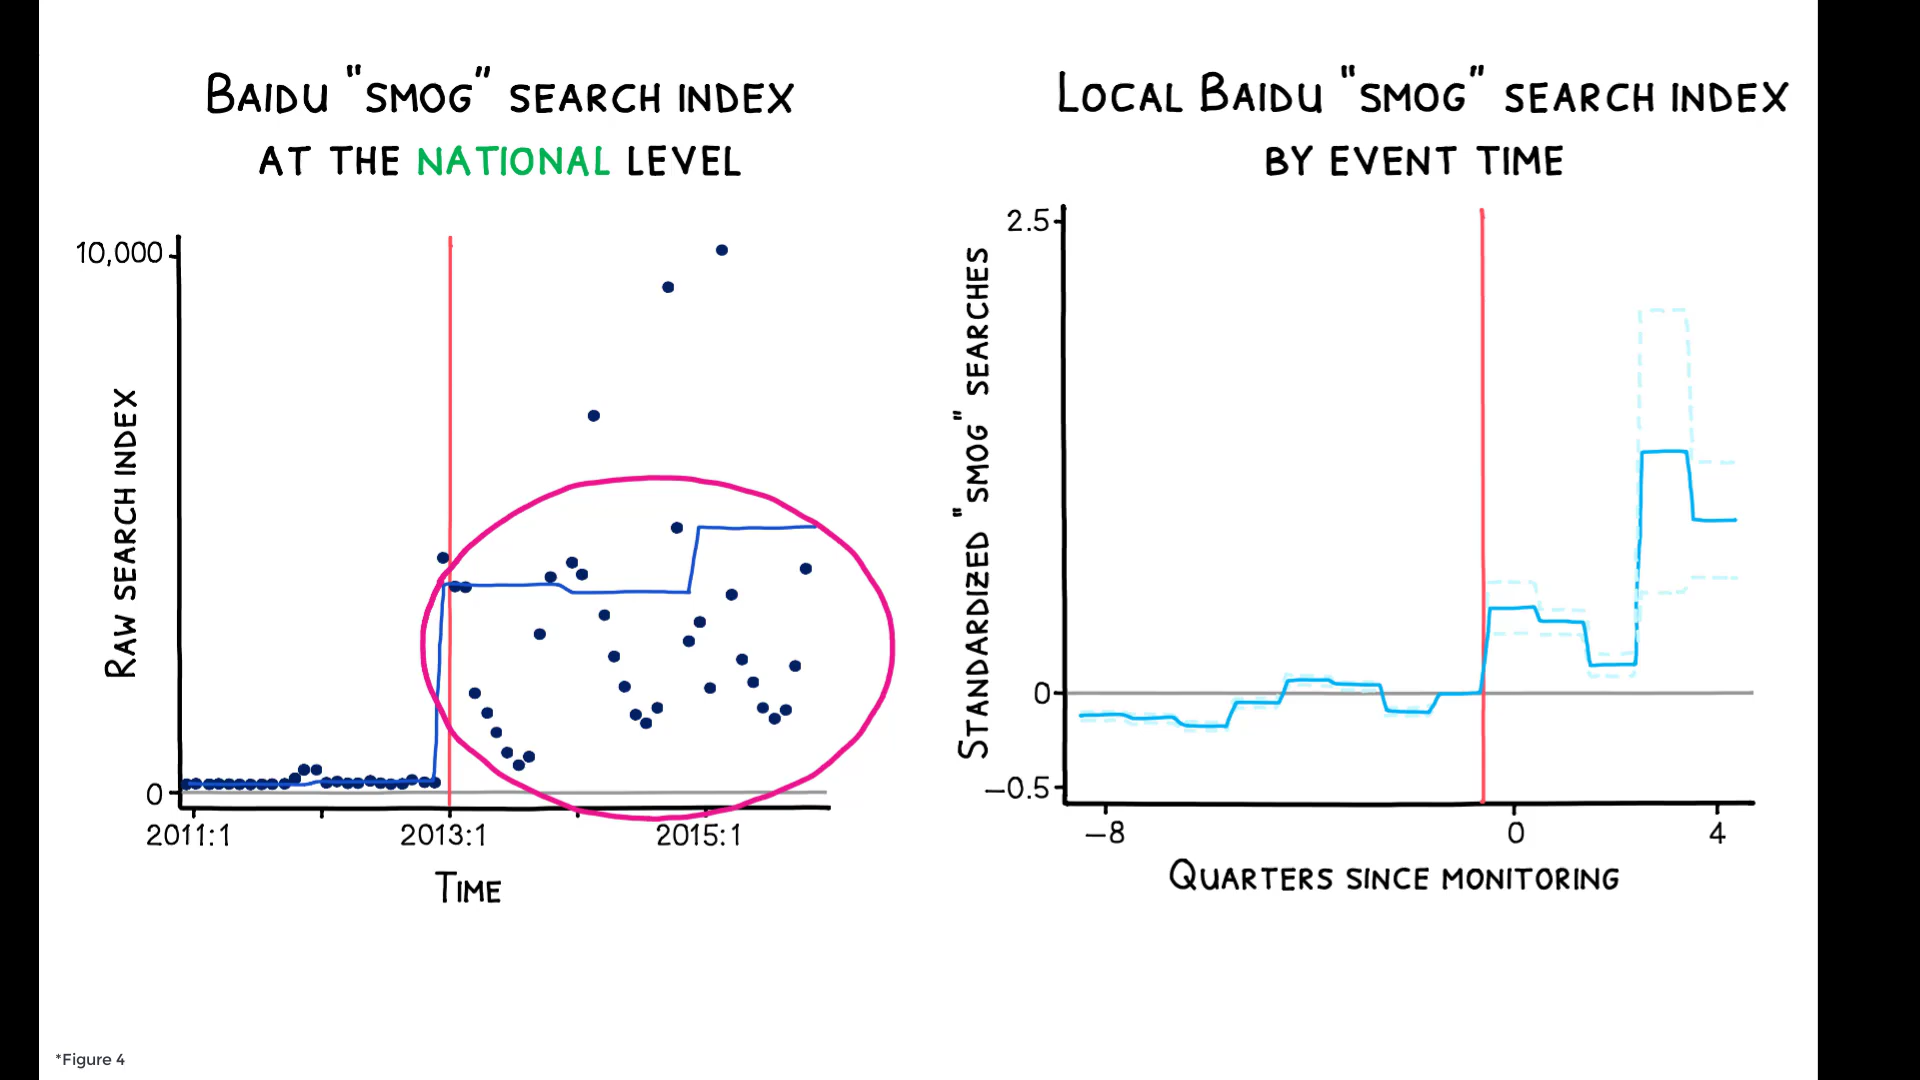 BAIDU "SMOG" SEARCH INDEX
AT THE NATIONAL LEVEL
10,000
RAW SEARCH INDEX
0
2011:1
2013:1
2015:1
TIME
LOCAL BAIDU "SMOG" SEARCH INDEX
BY EVENT TIME
2.5
STANDARDIZED "SMOG" SEARCHES
0
−0.5
−8
0
4
QUARTERS SINCE MONITORING
*Figure 4